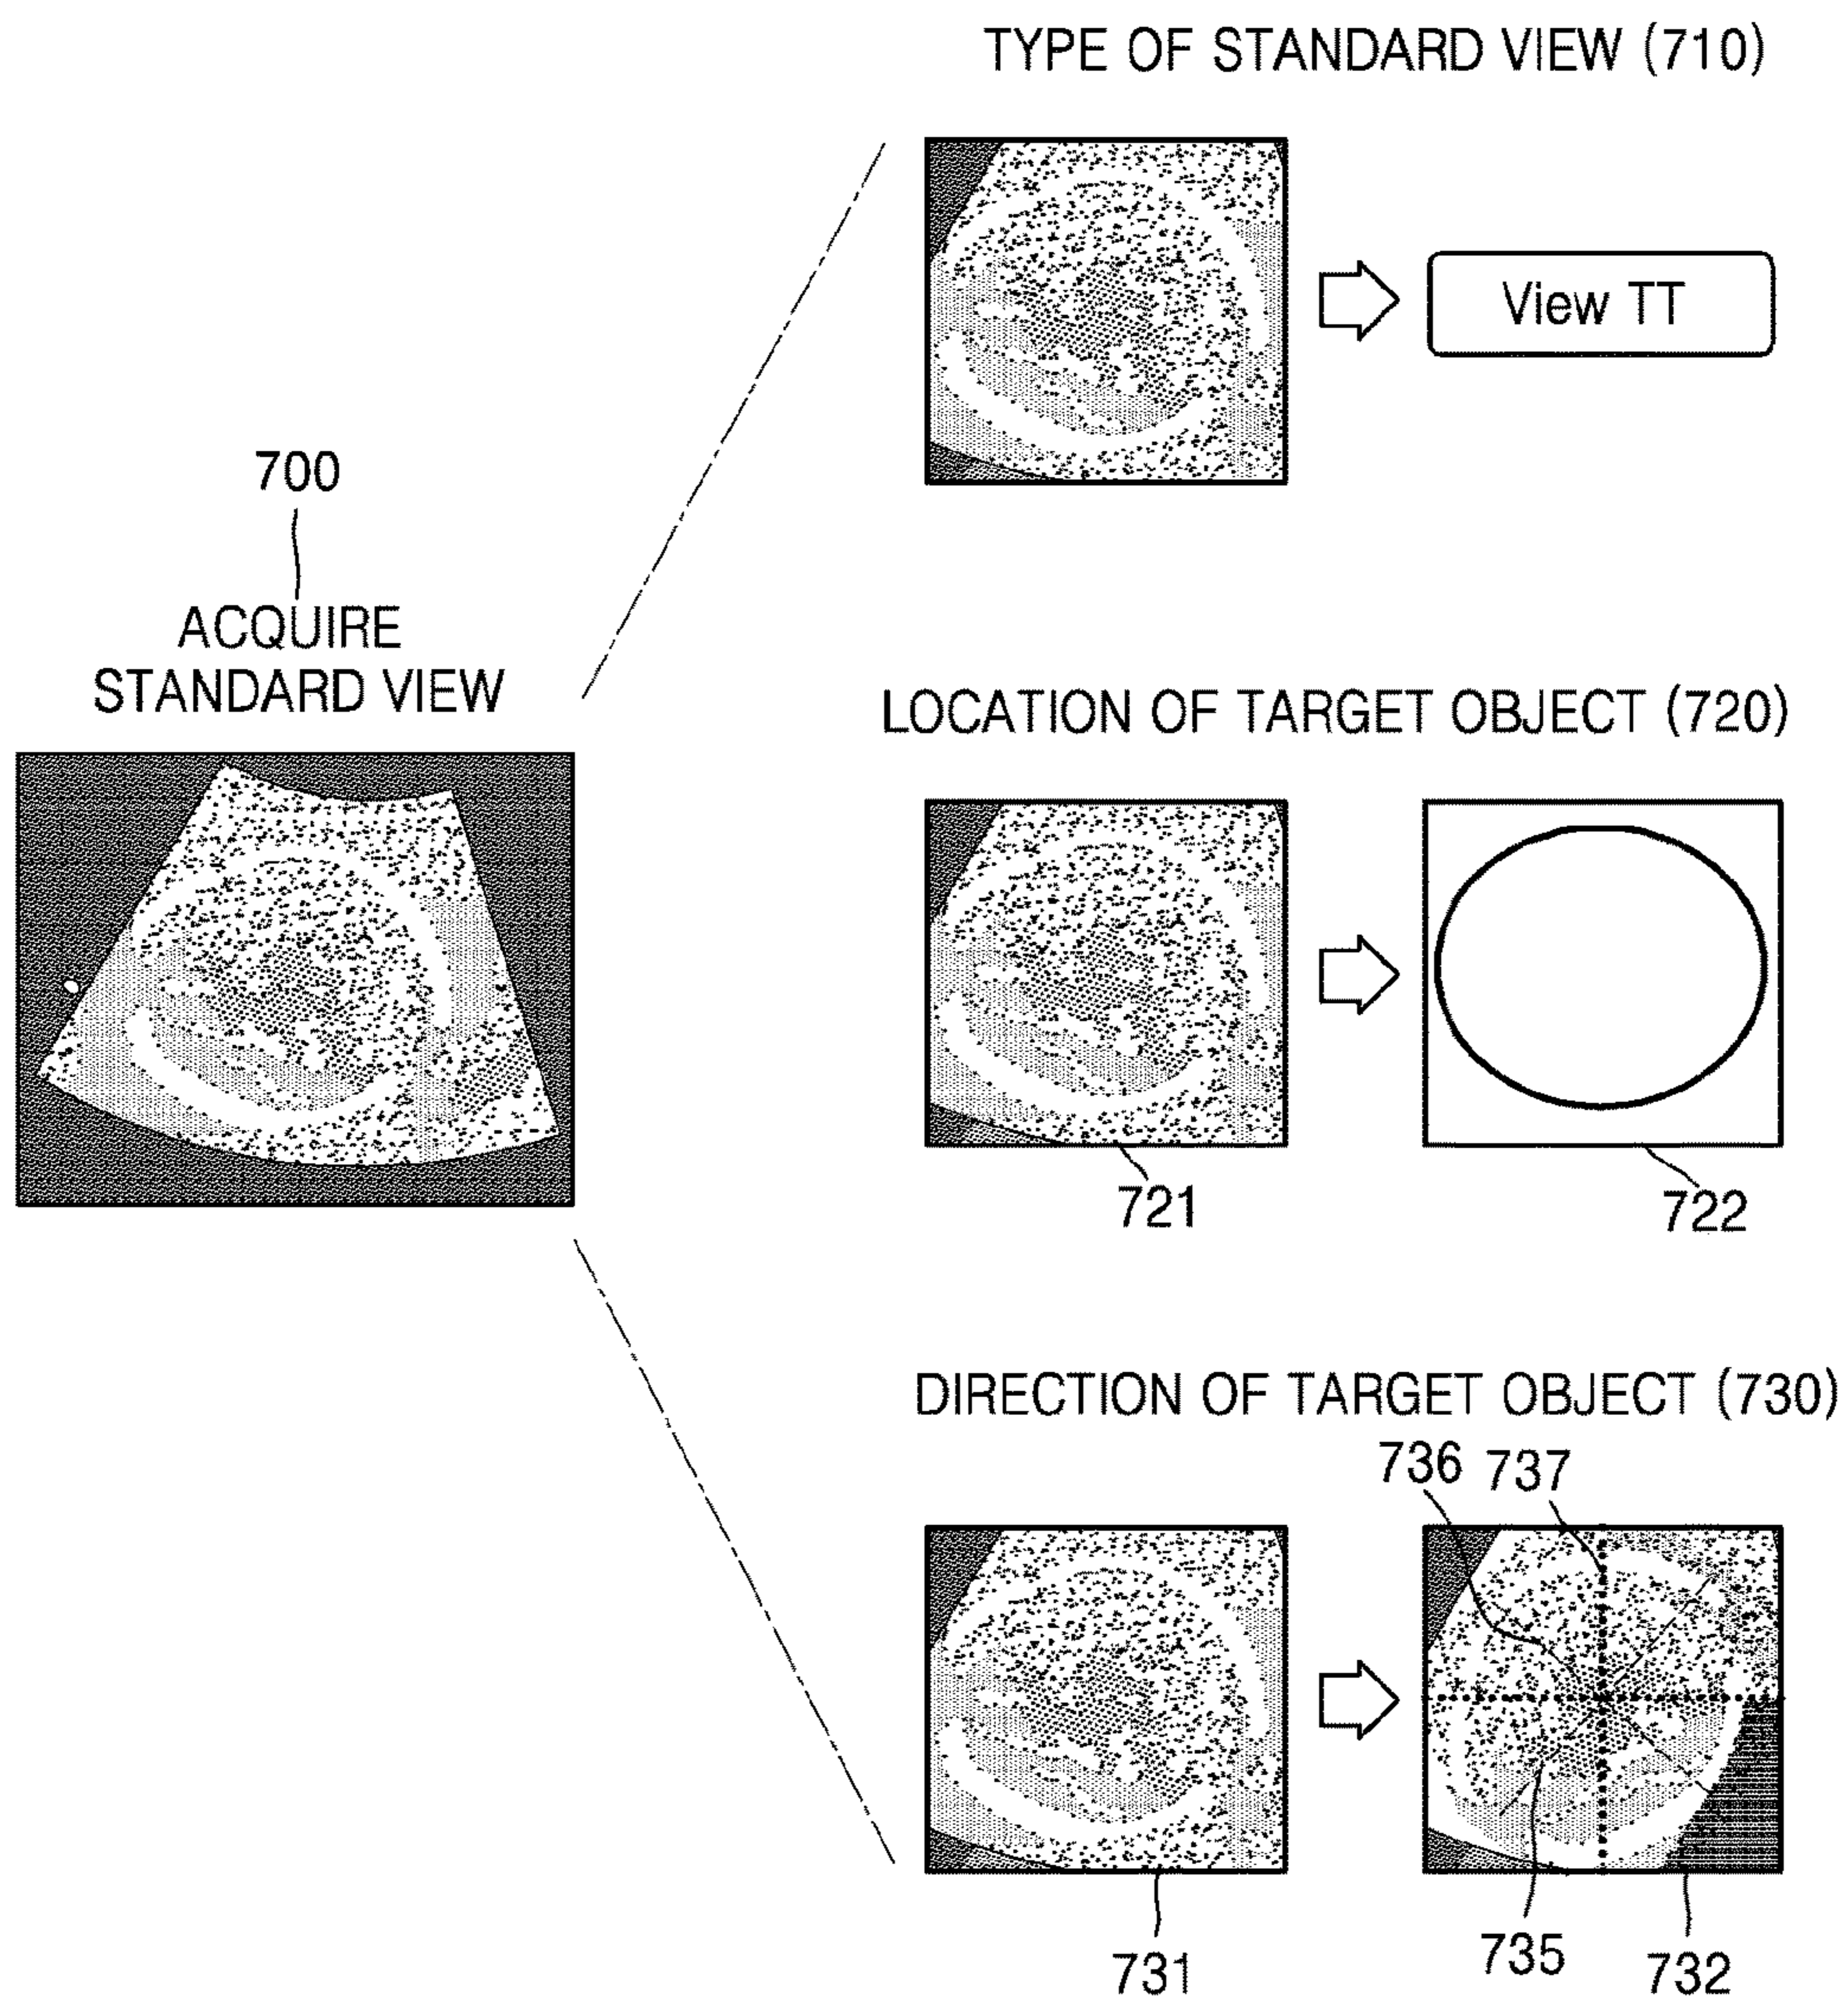 TYPE OF STANDARD VIEW (710)
View TT
700
ACQUIRE
STANDARD VIEW
LOCATION OF TARGET OBJECT (720)
721
722
DIRECTION OF TARGET OBJECT (730)
736 737
731
735
732